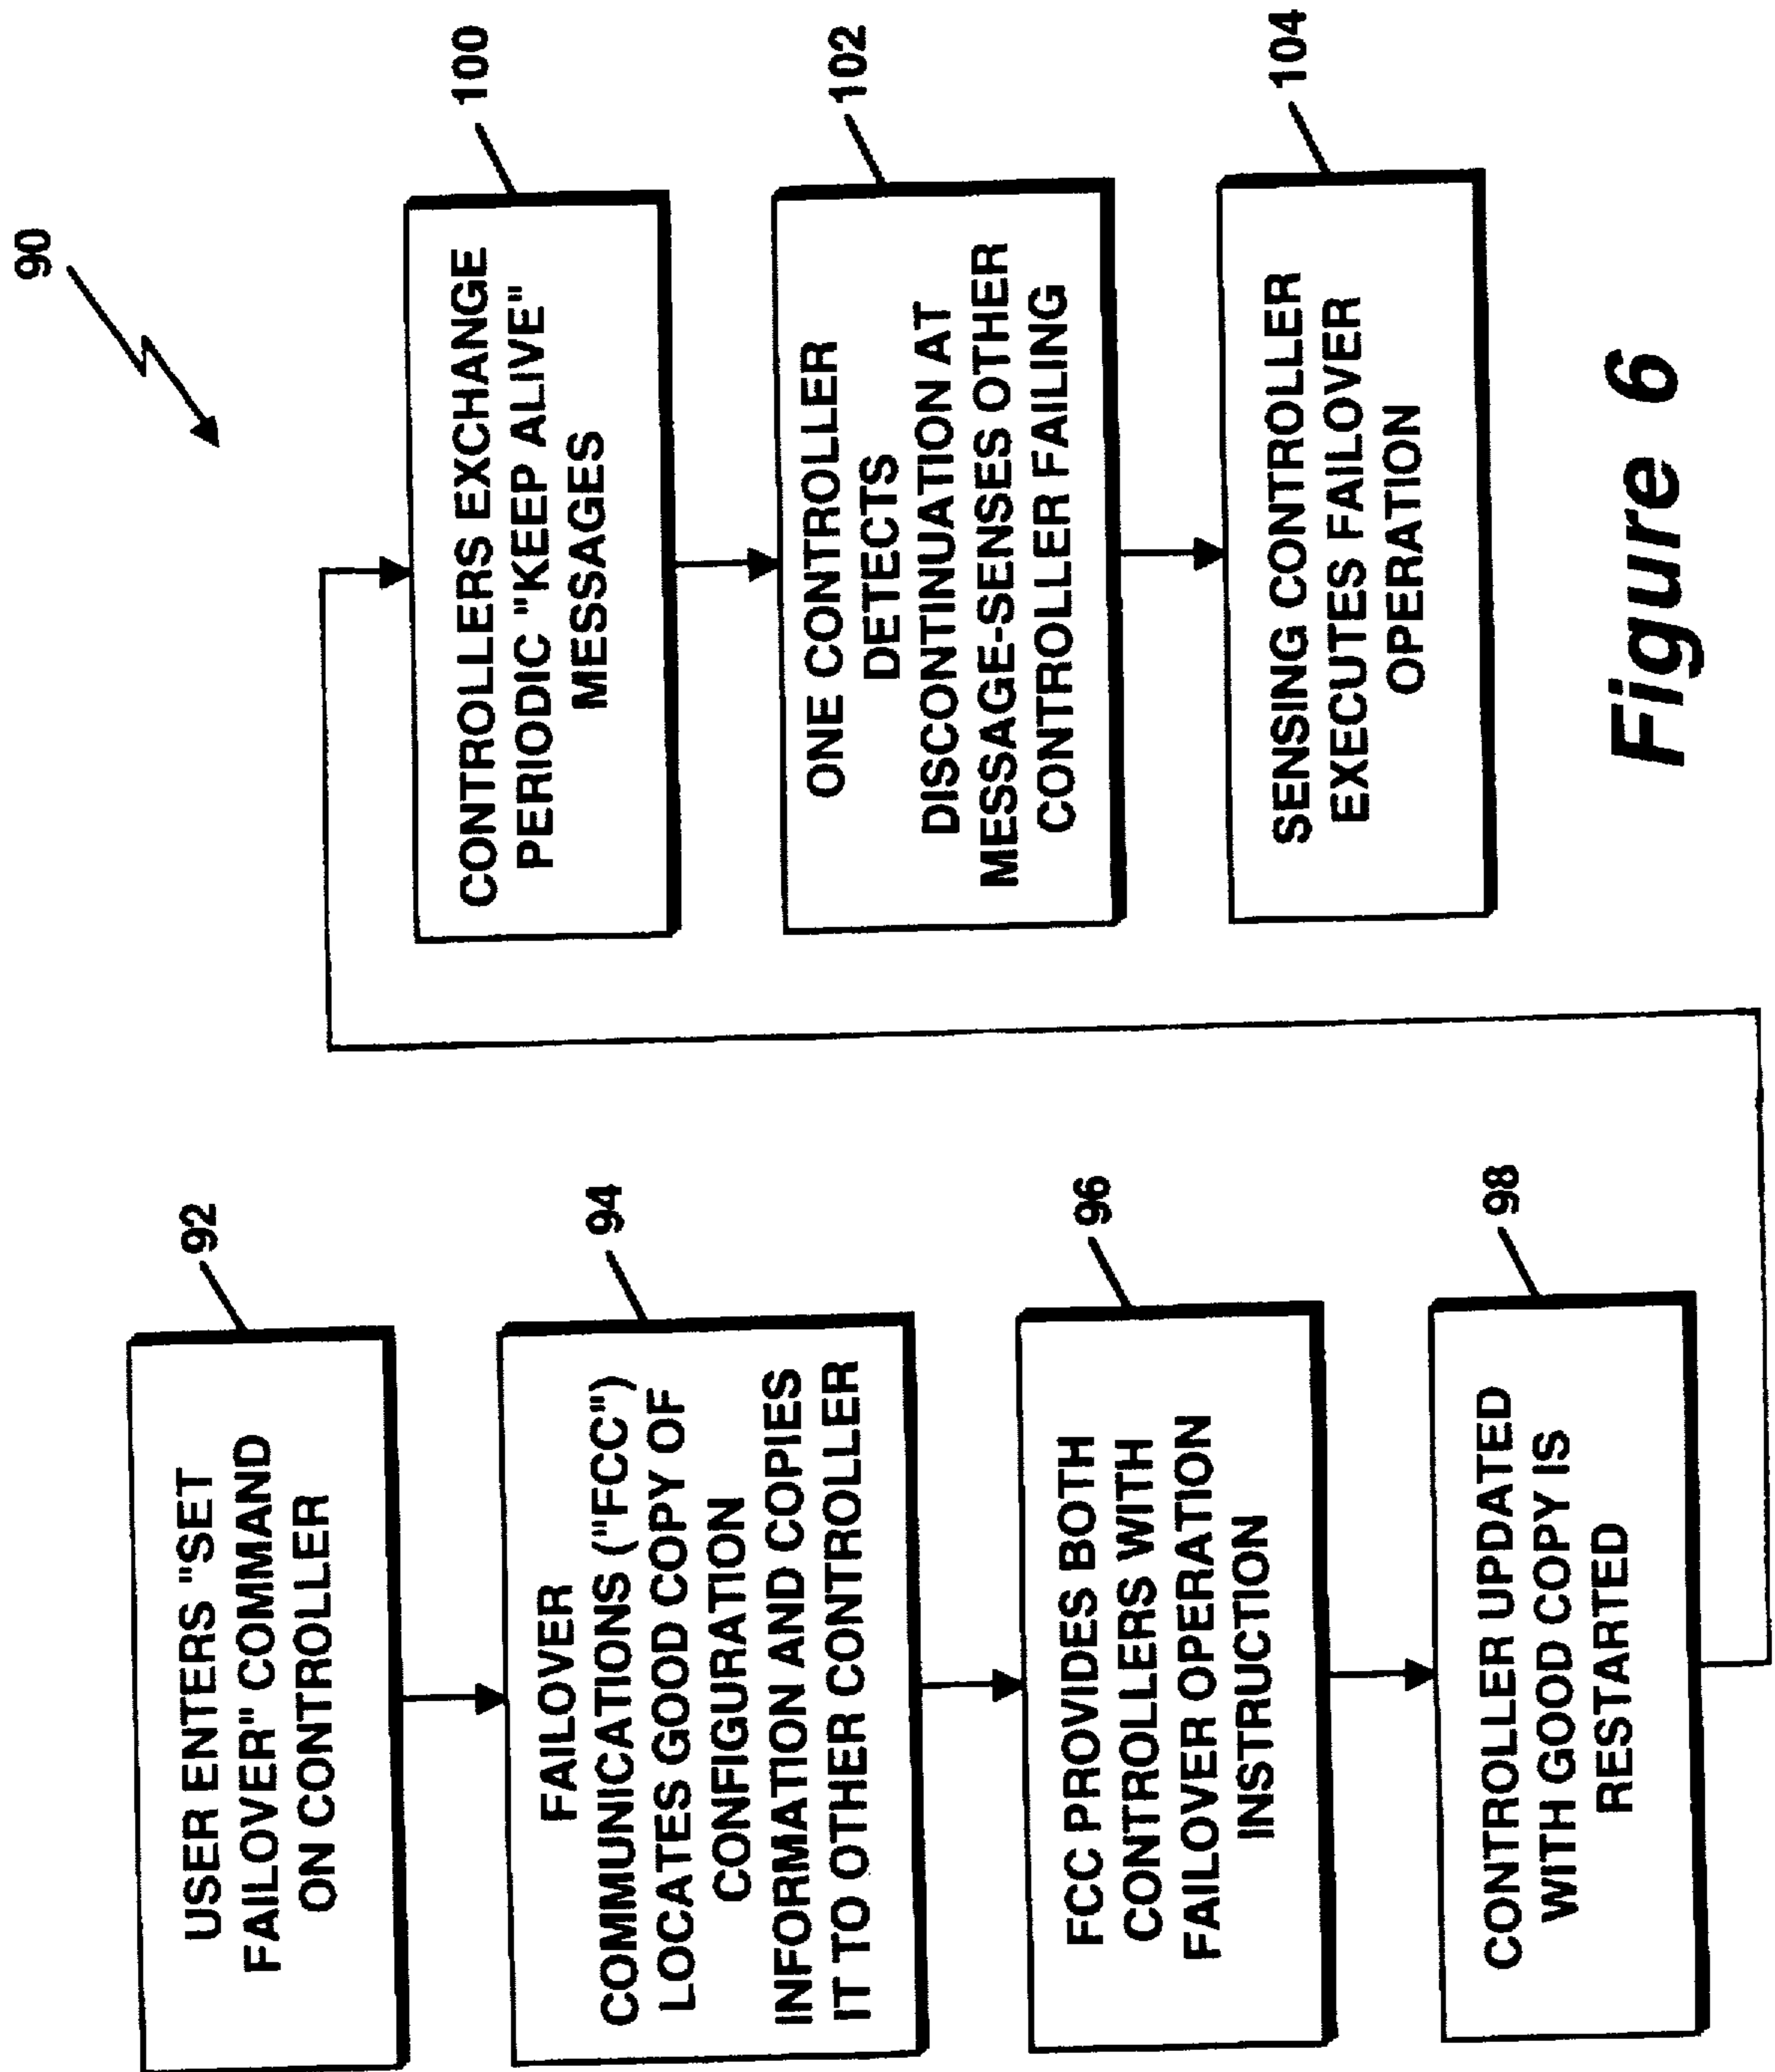 90
92
USER ENTERS "SET
FAILOVER" COMMAND
ON CONTROLLER
94
FAILOVER
COMMUNICATIONS ("FCC")
LOCATES GOOD COPY OF
CONFIGURATION
INFORMATION AND COPIES
IT TO OTHER CONTROLLER
96
FCC PROVIDES BOTH
CONTROLLERS WITH
FAILOVER OPERATION
INSTRUCTION
98
CONTROLLER UPDATED
WITH GOOD COPY IS
RESTARTED
100
CONTROLLERS EXCHANGE
PERIODIC "KEEP ALIVE"
MESSAGES
102
ONE CONTROLLER
DETECTS
DISCONTINUATION AT
MESSAGE-SENSES OTHER
CONTROLLER FAILING
104
SENSING CONTROLLER
EXECUTES FAILOVER
OPERATION
Figure 6